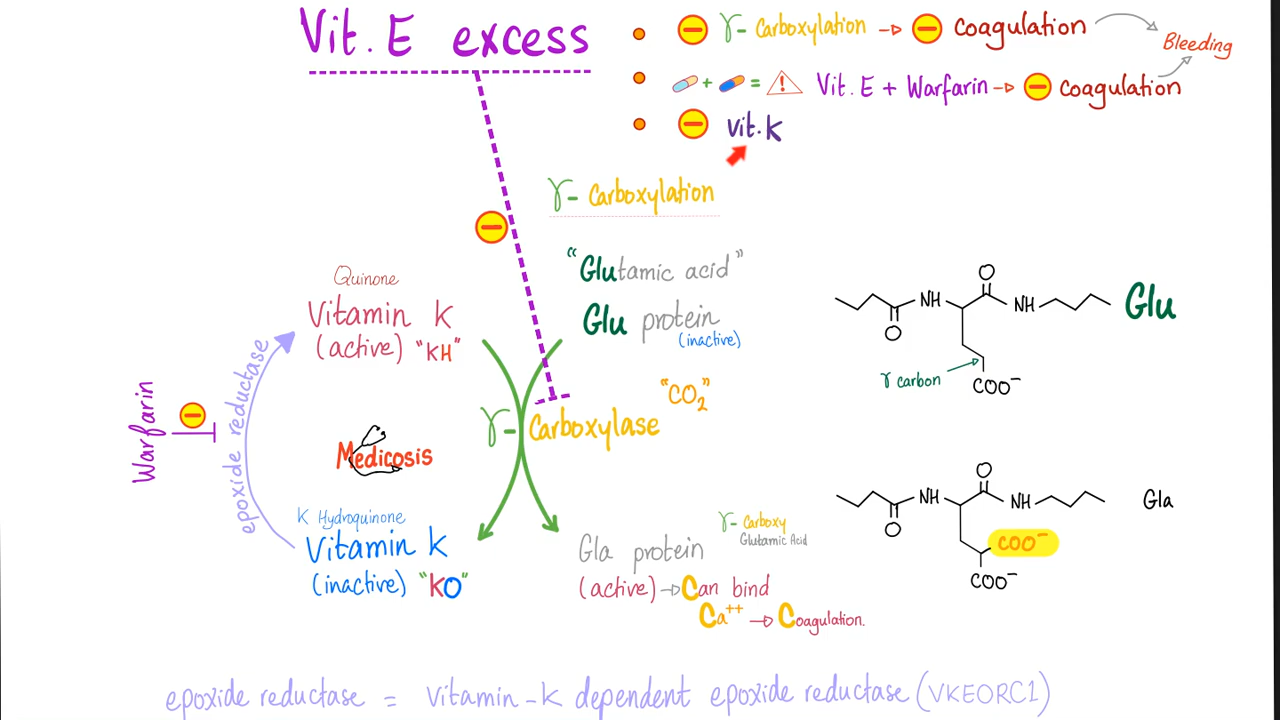 Vit. E excess
γ- Carboxylation → Coagulation
Bleeding
+ = ! Vit. E + Warfarin → Coagulation
vit. K
γ- Carboxylation
"Glutamic acid"
Glu protein
(inactive)
Quinone
Vitamin K
(active) "KH"
"CO₂"
γ- Carboxylase
Warfarin
epoxide reductase
Medicosis
K Hydroquinone
Vitamin K
(inactive) "KO"
γ- Carboxy
Glutamic Acid
Gla protein
(active) → Can bind
Ca⁺⁺ → Coagulation.
O
NH
NH
O
Glu
γ carbon
COO⁻
O
NH
NH
O
Gla
COO⁻
COO⁻
epoxide reductase = vitamin-K dependent epoxide reductase (VKEORC1)